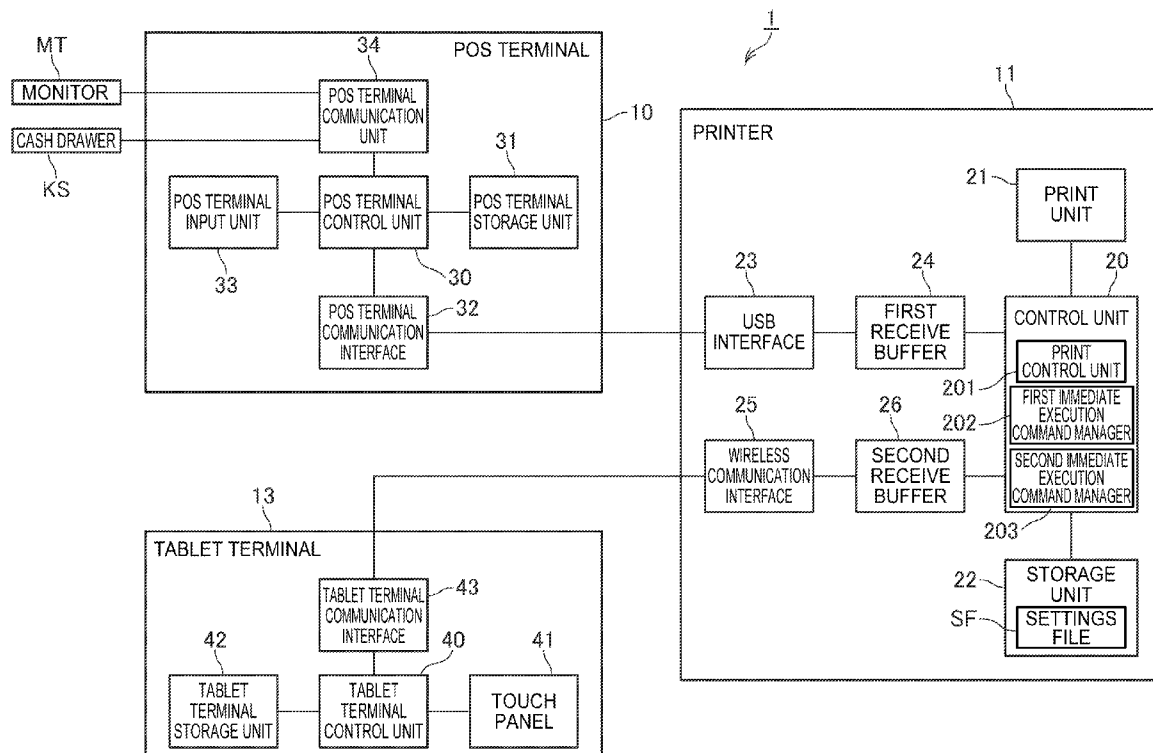 1
MT
MONITOR
CASH DRAWER
KS
POS TERMINAL
10
34
POS TERMINAL
COMMUNICATION
UNIT
31
POS TERMINAL
INPUT UNIT
33
POS TERMINAL
CONTROL UNIT
30
POS TERMINAL
STORAGE UNIT
32
POS TERMINAL
COMMUNICATION
INTERFACE
11
PRINTER
21
PRINT
UNIT
23
USB
INTERFACE
24
FIRST
RECEIVE
BUFFER
20
CONTROL UNIT
PRINT
CONTROL UNIT
201
FIRST IMMEDIATE
EXECUTION
COMMAND MANAGER
202
SECOND IMMEDIATE
EXECUTION
COMMAND MANAGER
203
25
WIRELESS
COMMUNICATION
INTERFACE
26
SECOND
RECEIVE
BUFFER
22
STORAGE
UNIT
SF
SETTINGS
FILE
13
TABLET TERMINAL
43
TABLET TERMINAL
COMMUNICATION
INTERFACE
42
TABLET
TERMINAL
STORAGE UNIT
40
TABLET
TERMINAL
CONTROL UNIT
41
TOUCH
PANEL